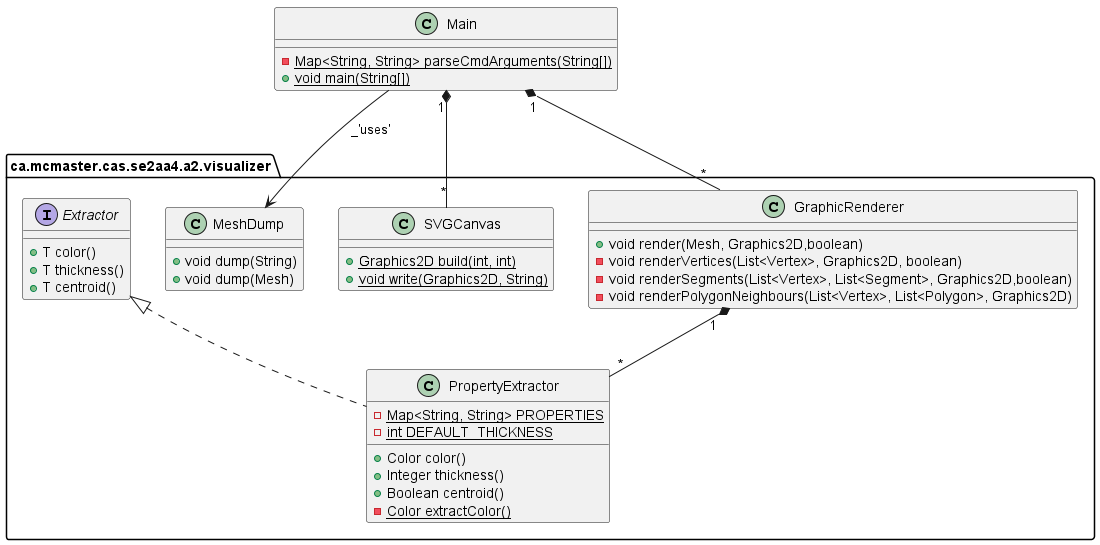 C Main
Map<String, String> parseCmdArguments(String[])
void main(String[])
1
1
_'uses'
ca.mcmaster.cas.se2aa4.a2.visualizer
*
*
I Extractor
T color()
T thickness()
T centroid()
C MeshDump
void dump(String)
void dump(Mesh)
C SVGCanvas
Graphics2D build(int, int)
void write(Graphics2D, String)
C GraphicRenderer
void render(Mesh, Graphics2D,boolean)
void renderVertices(List<Vertex>, Graphics2D, boolean)
void renderSegments(List<Vertex>, List<Segment>, Graphics2D,boolean)
void renderPolygonNeighbours(List<Vertex>, List<Polygon>, Graphics2D)
1
*
C PropertyExtractor
Map<String, String> PROPERTIES
int DEFAULT_THICKNESS
Color color()
Integer thickness()
Boolean centroid()
Color extractColor()